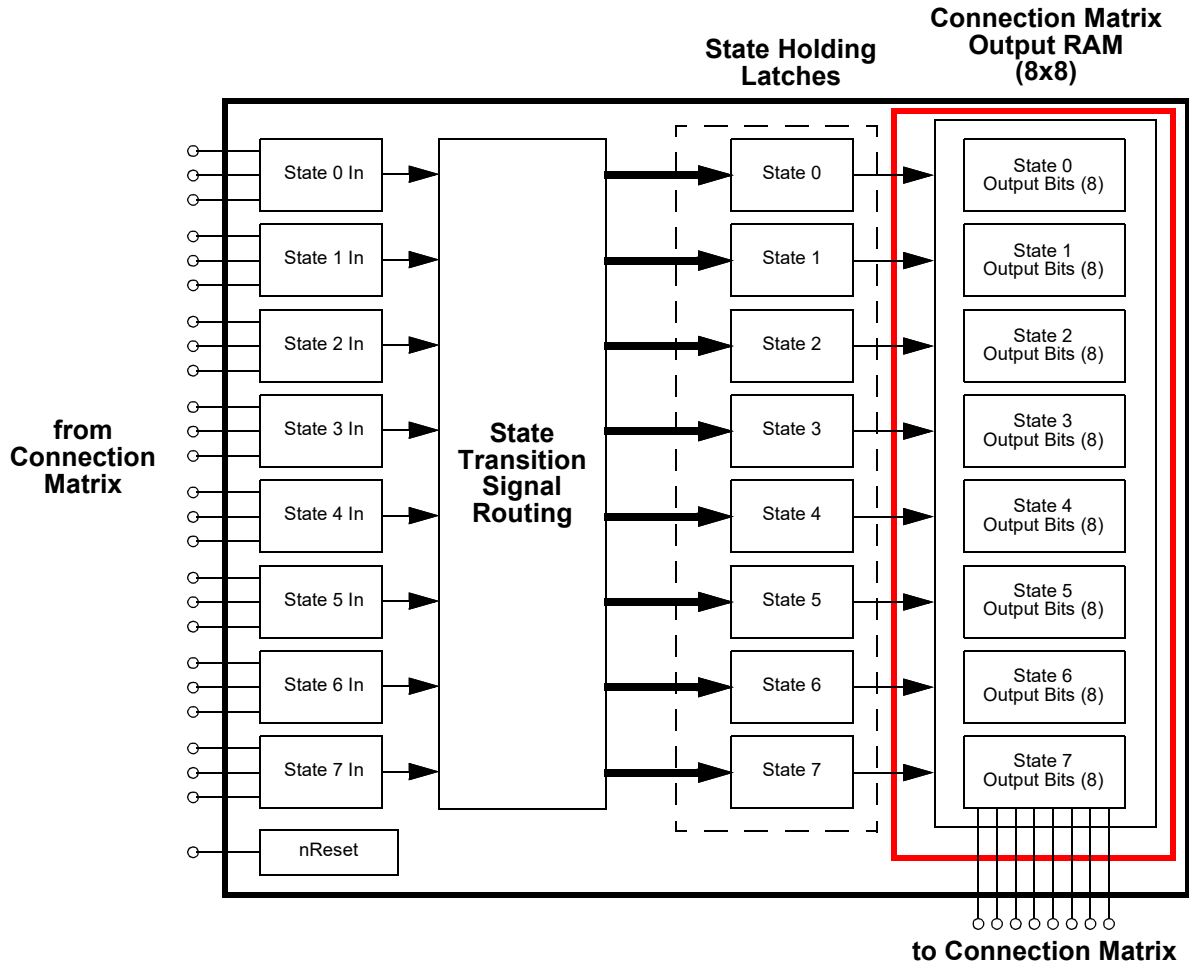 Connection Matrix
Output RAM
(8x8)
State Holding
Latches
from
Connection
Matrix
State 0 In
State 1 In
State 2 In
State 3 In
State 4 In
State 5 In
State 6 In
State 7 In
nReset
State
Transition
Signal
Routing
State 0
State 1
State 2
State 3
State 4
State 5
State 6
State 7
State 0
Output Bits (8)
State 1
Output Bits (8)
State 2
Output Bits (8)
State 3
Output Bits (8)
State 4
Output Bits (8)
State 5
Output Bits (8)
State 6
Output Bits (8)
State 7
Output Bits (8)
to Connection Matrix